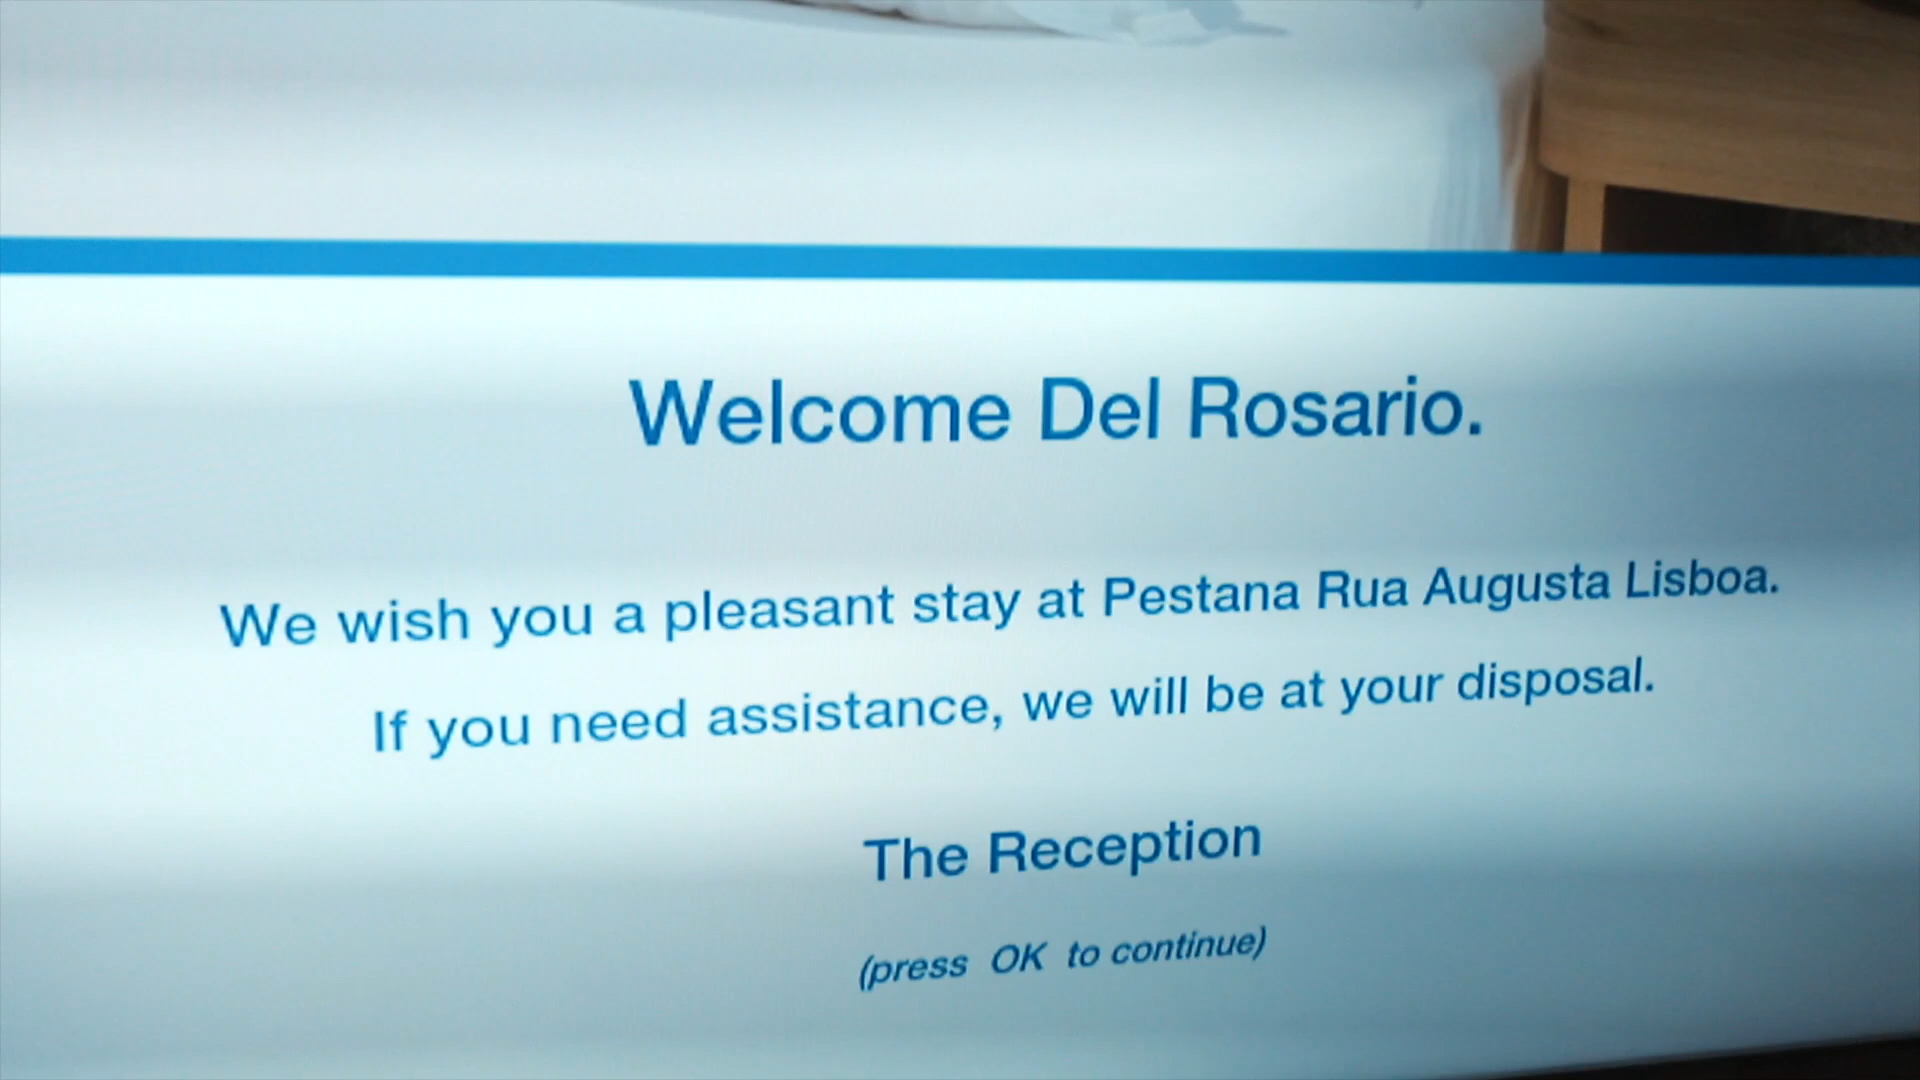 Welcome Del Rosario.
We wish you a pleasant stay at Pestana Rua Augusta Lisboa.
If you need assistance, we will be at your disposal.
The Reception
(press OK to continue)